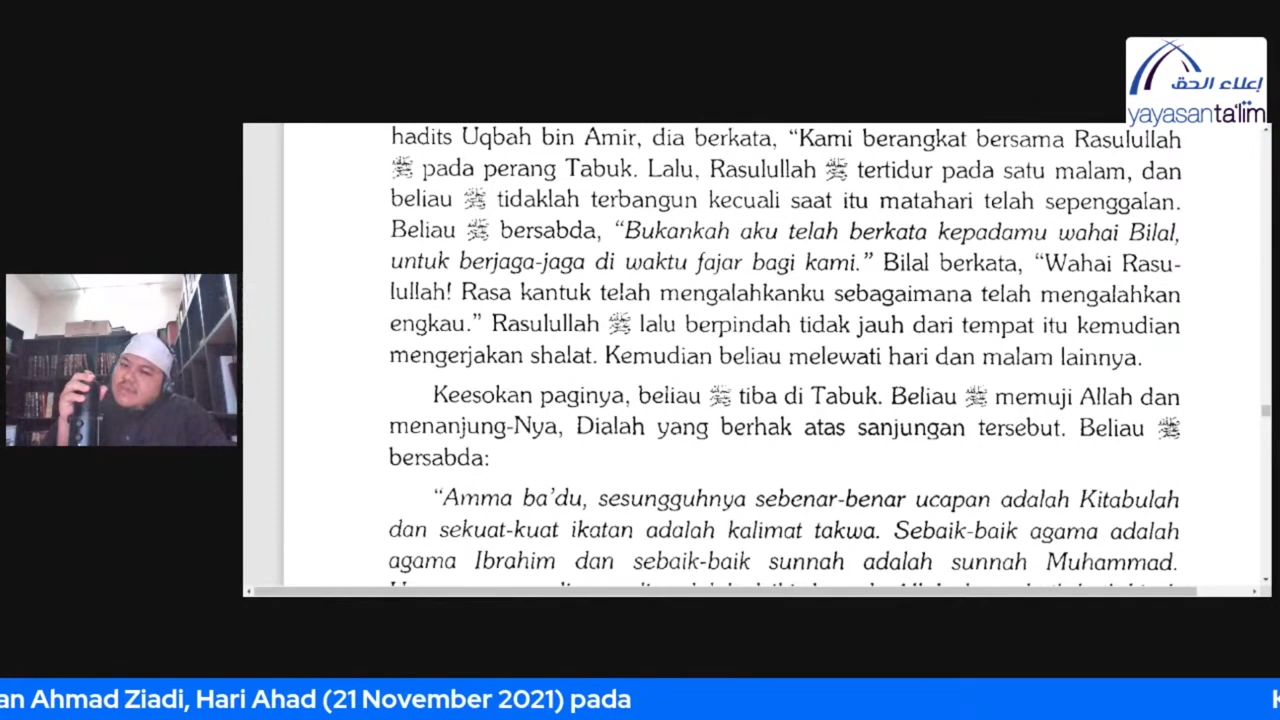 إعلاء الحق
yayasanta'lim
hadits Uqbah bin Amir, dia berkata, “Kami berangkat bersama Rasulullah
ﷺ pada perang Tabuk. Lalu, Rasulullah ﷺ tertidur pada satu malam, dan
beliau ﷺ tidaklah terbangun kecuali saat itu matahari telah sepenggalan.
Beliau ﷺ bersabda, “Bukankah aku telah berkata kepadamu wahai Bilal,
untuk berjaga-jaga di waktu fajar bagi kami.” Bilal berkata, “Wahai Rasu-
lullah! Rasa kantuk telah mengalahkanku sebagaimana telah mengalahkan
engkau.” Rasulullah ﷺ lalu berpindah tidak jauh dari tempat itu kemudian
mengerjakan shalat. Kemudian beliau melewati hari dan malam lainnya.
Keesokan paginya, beliau ﷺ tiba di Tabuk. Beliau ﷺ memuji Allah dan
menanjung-Nya, Dialah yang berhak atas sanjungan tersebut. Beliau ﷺ
bersabda:
“Amma ba’du, sesungguhnya sebenar-benar ucapan adalah Kitabulah
dan sekuat-kuat ikatan adalah kalimat takwa. Sebaik-baik agama adalah
agama Ibrahim dan sebaik-baik sunnah adalah sunnah Muhammad.
an Ahmad Ziadi, Hari Ahad (21 November 2021) pada